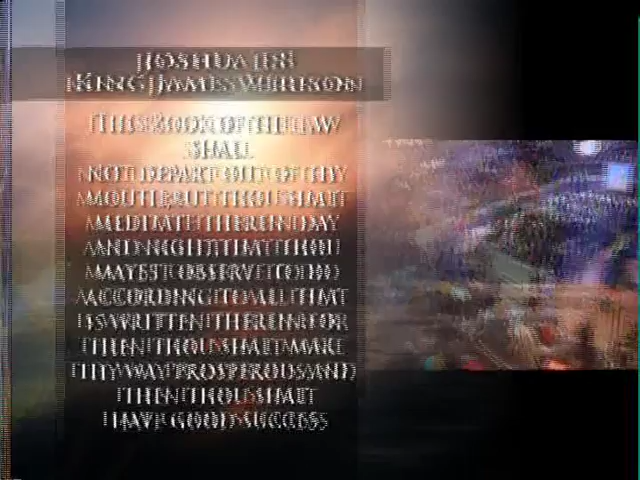 JOSHUA 1:8
KING JAMES VERSION
THIS BOOK OF THE LAW
SHALL
NOT DEPART OUT OF THY
MOUTH BUT THOU SHALT
MEDITATE THEREIN DAY
AND NIGHT THAT THOU
MAYEST OBSERVE TO DO
ACCORDING TO ALL THAT
IS WRITTEN THEREIN FOR
THEN THOU SHALT MAKE
THY WAY PROSPEROUS AND
THEN THOU SHALT
HAVE GOOD SUCCESS